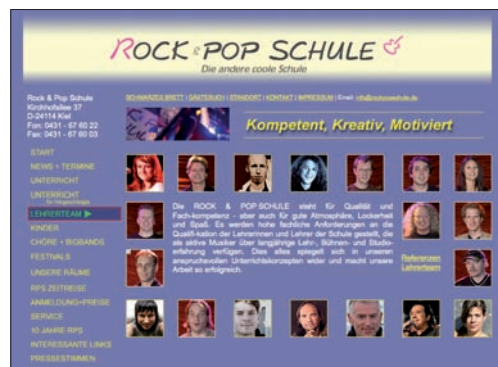 ROCK & POP SCHULE
Die andere coole Schule
Rock & Pop Schule
Kirchhofallee 37
D-24114 Kiel
Fon: 0431 - 67 60 22
Fax: 0431 - 67 60 03
SCHWARZES BRETT | GÄSTEBUCH | STANDORT | KONTAKT | IMPRESSUM | Email: info@rockpopschule.de
Kompetent, Kreativ, Motiviert
START
NEWS + TERMINE
UNTERRICHT
UNTERRICHT
für Fortgeschrittene
LEHRERTEAM
KINDER
CHÖRE + BIGBANDS
FESTIVALS
UNSERE RÄUME
RPS ZEITREISE
ANMELDUNG+PREISE
SERVICE
10 JAHRE RPS
INTERESSANTE LINKS
PRESSESTIMMEN
Die ROCK & POP SCHULE steht für Qualität und
Fach-kompetenz - aber auch für gute Atmosphäre, Lockerheit
und Spaß. Es werden hohe fachliche Anforderungen an die
Qualifi-kation der Lehrerinnen und Lehrer der Schule gestellt, die
als aktive Musiker über langjährige Lehr-, Bühnen- und Studio-
erfahrung verfügen. Dies alles spiegelt sich in unseren
anspruchsvollen Unterrichtskonzepten wider und macht unsere
Arbeit so erfolgreich.
Referenzen
Lehrerteam